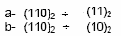 a- (110)₂ ÷ (11)₂
b- (110)₂ ÷ (10)₂